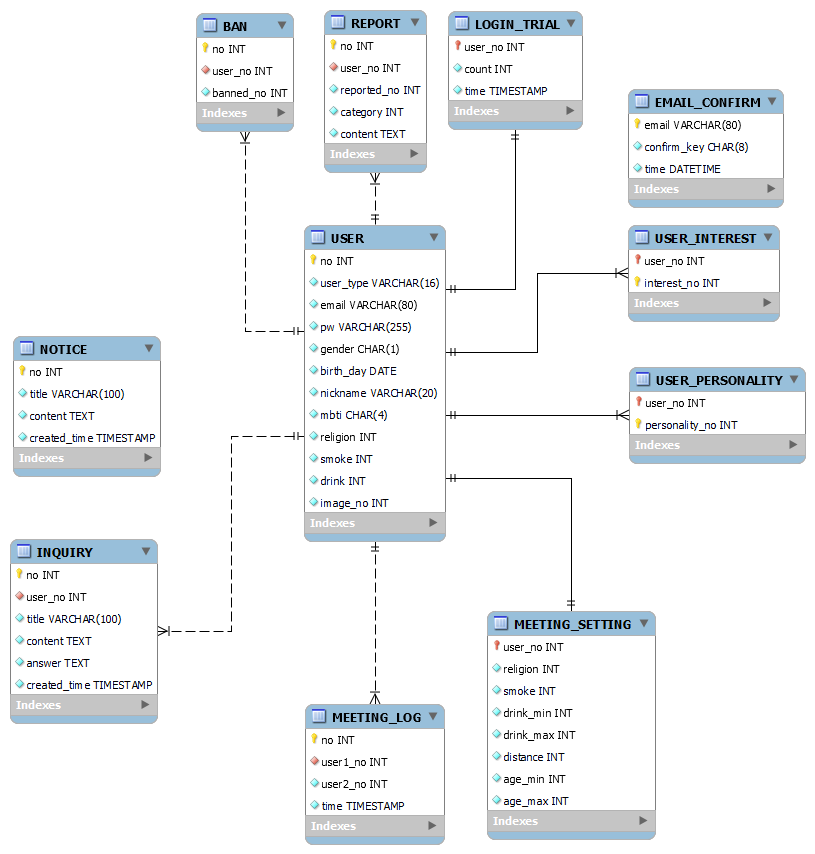 BAN
no INT
user_no INT
banned_no INT
Indexes
REPORT
no INT
user_no INT
reported_no INT
category INT
content TEXT
Indexes
LOGIN_TRIAL
user_no INT
count INT
time TIMESTAMP
Indexes
EMAIL_CONFIRM
email VARCHAR(80)
confirm_key CHAR(8)
time DATETIME
Indexes
USER
no INT
user_type VARCHAR(16)
email VARCHAR(80)
pw VARCHAR(255)
gender CHAR(1)
birth_day DATE
nickname VARCHAR(20)
mbti CHAR(4)
religion INT
smoke INT
drink INT
image_no INT
Indexes
USER_INTEREST
user_no INT
interest_no INT
Indexes
NOTICE
no INT
title VARCHAR(100)
content TEXT
created_time TIMESTAMP
Indexes
USER_PERSONALITY
user_no INT
personality_no INT
Indexes
INQUIRY
no INT
user_no INT
title VARCHAR(100)
content TEXT
answer TEXT
created_time TIMESTAMP
Indexes
MEETING_LOG
no INT
user1_no INT
user2_no INT
time TIMESTAMP
Indexes
MEETING_SETTING
user_no INT
religion INT
smoke INT
drink_min INT
drink_max INT
distance INT
age_min INT
age_max INT
Indexes